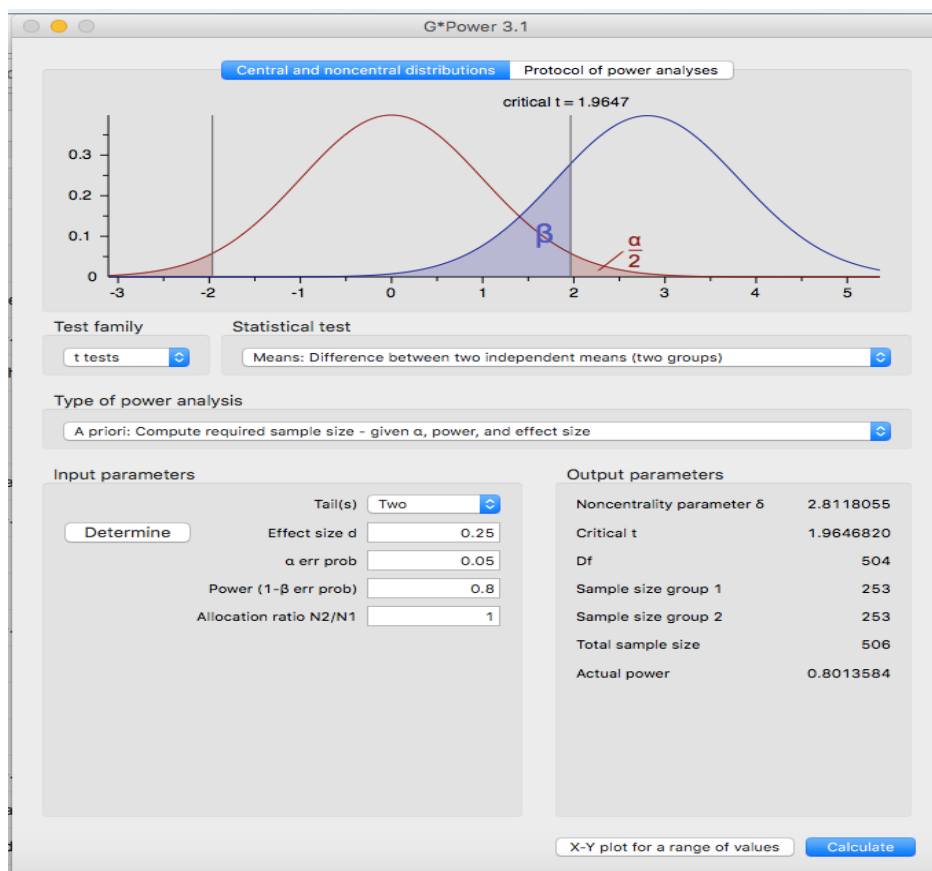 G*Power 3.1
Central and noncentral distributions
Protocol of power analyses
critical t = 1.9647
0.3
0.2
0.1
0
β
α
2
-3 -2 -1 0 1 2 3 4 5
Test family
Statistical test
t tests
Means: Difference between two independent means (two groups)
Type of power analysis
A priori: Compute required sample size - given α, power, and effect size
Input parameters
Tail(s) Two
Determine
Effect size d 0.25
α err prob 0.05
Power (1-β err prob) 0.8
Allocation ratio N2/N1 1
Output parameters
Noncentrality parameter δ 2.8118055
Critical t 1.9646820
Df 504
Sample size group 1 253
Sample size group 2 253
Total sample size 506
Actual power 0.8013584
X-Y plot for a range of values
Calculate